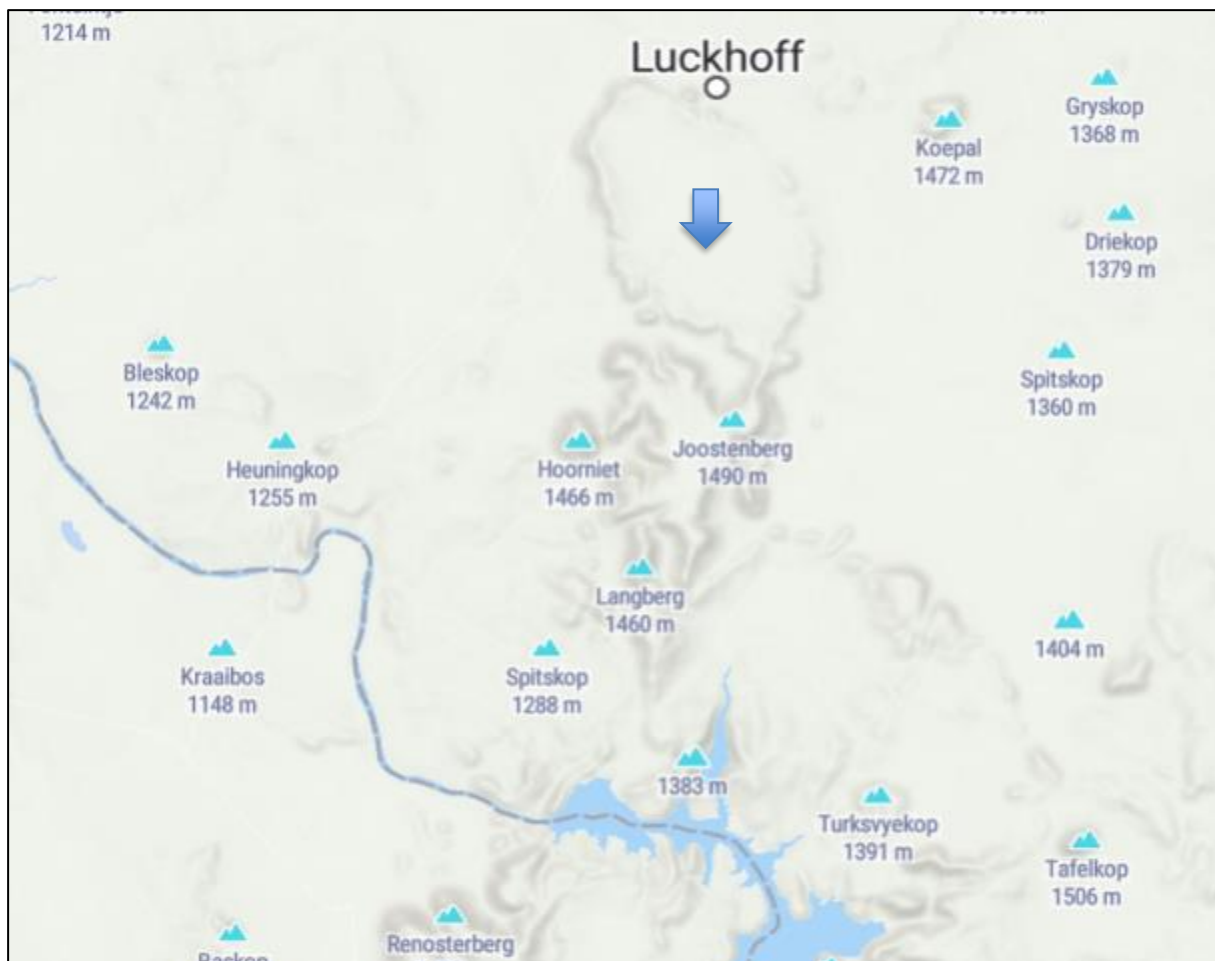 1214 m
Luckhoff
Gryskop
1368 m
Koepal
1472 m
Driekop
1379 m
Bleskop
1242 m
Spitskop
1360 m
Heuningkop
1255 m
Hoorniet
1466 m
Joostenberg
1490 m
Langberg
1460 m
1404 m
Kraaibos
1148 m
Spitskop
1288 m
1383 m
Turksvyekop
1391 m
Tafelkop
1506 m
Renosterberg